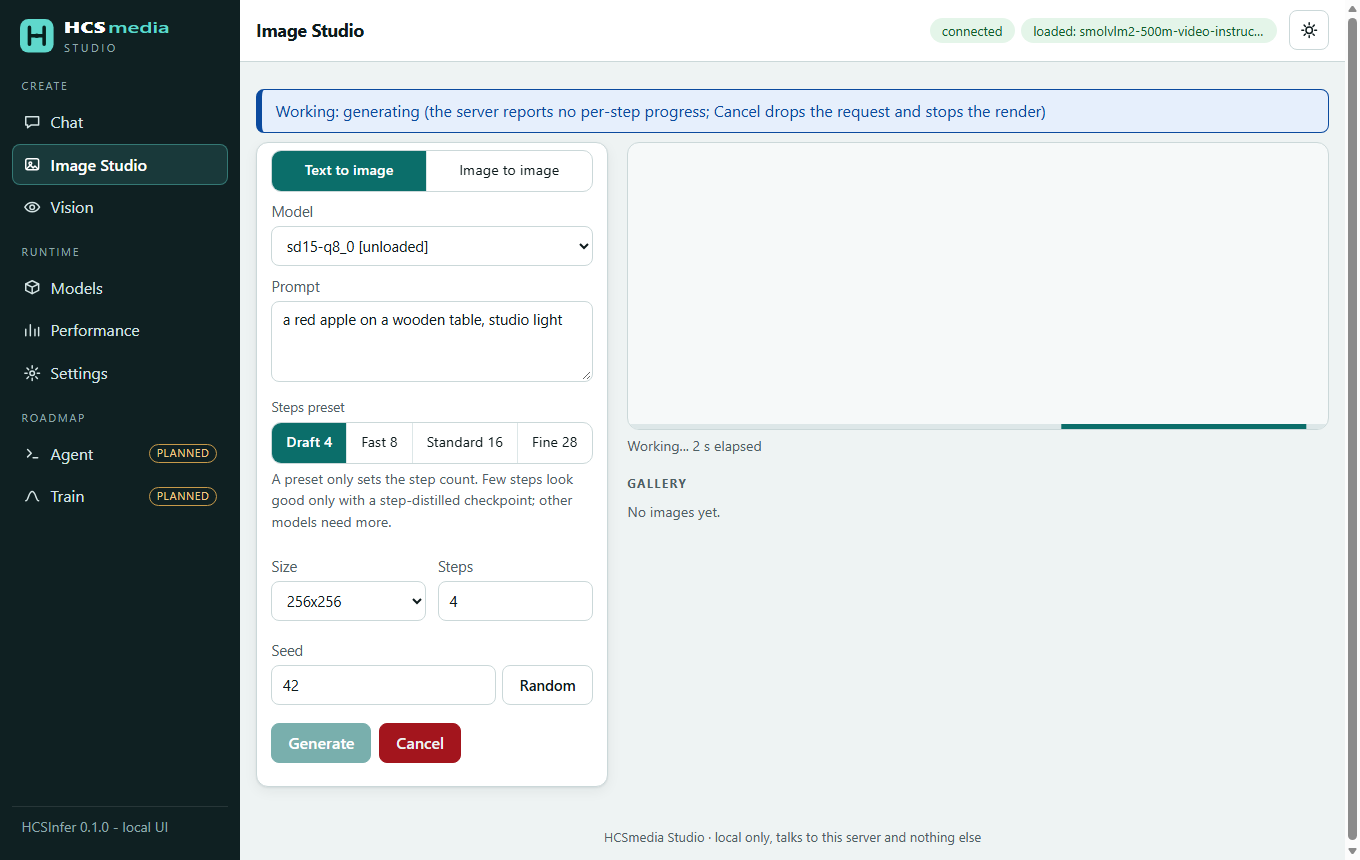 HCSmedia
STUDIO
CREATE
Chat
Image Studio
Vision
RUNTIME
Models
Performance
Settings
ROADMAP
Agent PLANNED
Train PLANNED
HCSInfer 0.1.0 - local UI
Image Studio
connected
loaded: smolvlm2-500m-video-instruc...
Working: generating (the server reports no per-step progress; Cancel drops the request and stops the render)
Text to image
Image to image
Model
sd15-q8_0 [unloaded]
Prompt
a red apple on a wooden table, studio light
Steps preset
Draft 4
Fast 8
Standard 16
Fine 28
A preset only sets the step count. Few steps look
good only with a step-distilled checkpoint; other
models need more.
Size
Steps
256x256
4
Seed
42
Random
Generate
Cancel
Working... 2 s elapsed
GALLERY
No images yet.
HCSmedia Studio · local only, talks to this server and nothing else